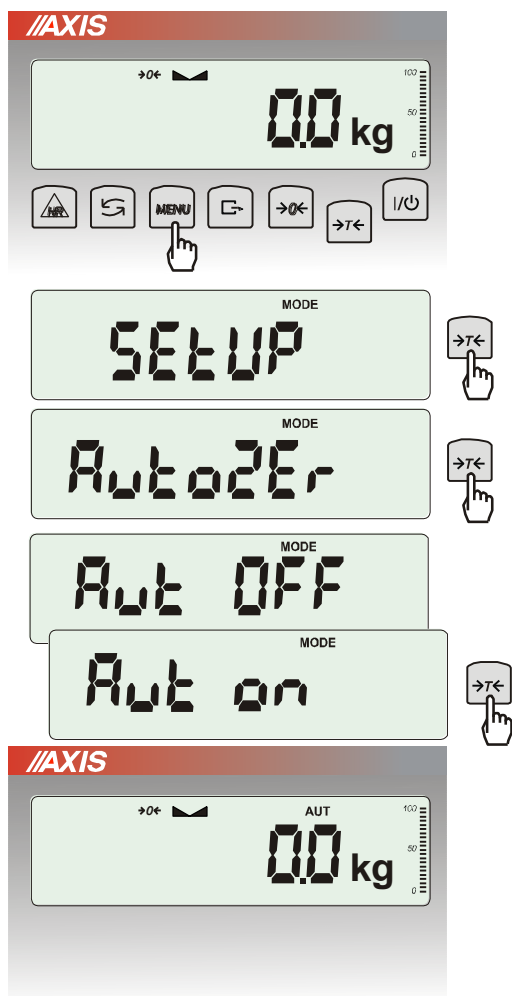 //AXIS
→0← 100
50
0.0 kg
0
NR MENU →0← →T← I/⏻
MODE
SEtUP →T←
MODE
AutoZEr →T←
MODE
Aut OFF
MODE
Aut on →T←
//AXIS
→0← AUT 100
50
0.0 kg
0